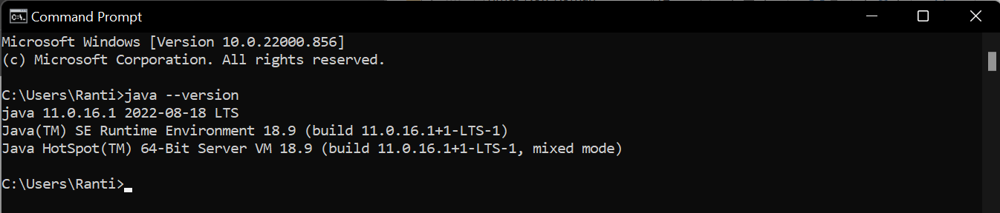 Command Prompt
Microsoft Windows [Version 10.0.22000.856]
(c) Microsoft Corporation. All rights reserved.
C:\Users\Ranti>java --version
java 11.0.16.1 2022-08-18 LTS
Java(TM) SE Runtime Environment 18.9 (build 11.0.16.1+1-LTS-1)
Java HotSpot(TM) 64-Bit Server VM 18.9 (build 11.0.16.1+1-LTS-1, mixed mode)
C:\Users\Ranti>